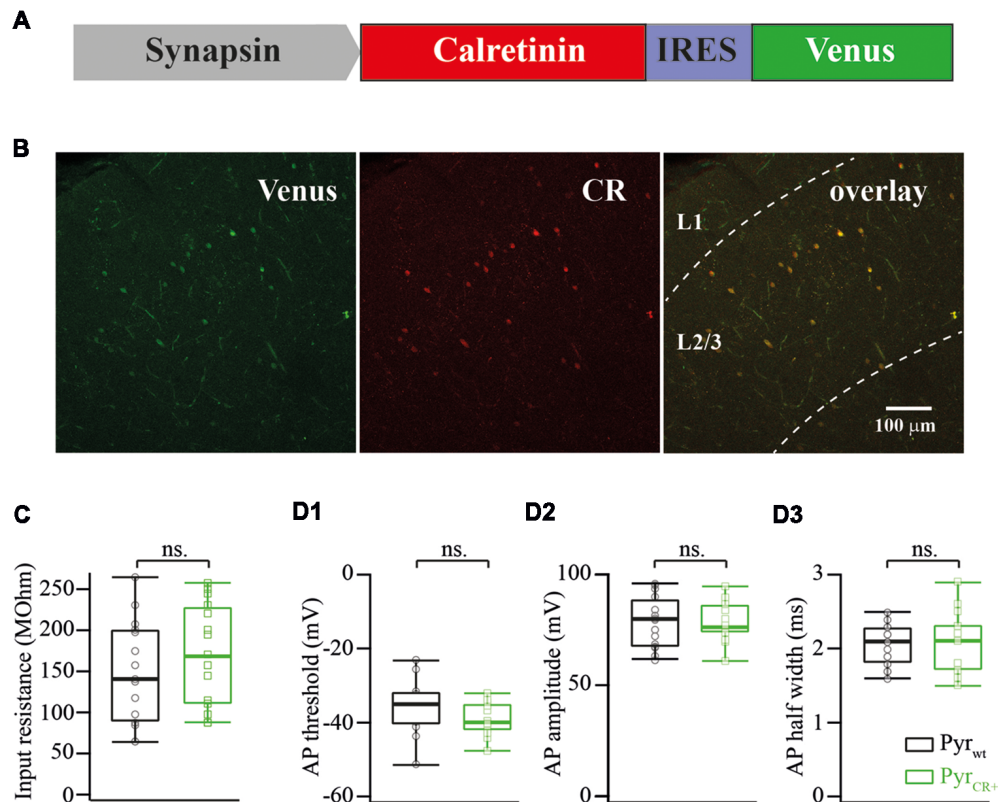 A
Synapsin Calretinin IRES Venus
B
Venus CR overlay
L1
L2/3
100 μm
C
ns.
Input resistance (MOhm)
250
200
150
100
50
0
D1
ns.
AP threshold (mV)
0
-20
-40
-60
D2
ns.
AP amplitude (mV)
100
50
0
D3
ns.
AP half width (ms)
3
2
1
0
Pyrwt
PyrCR+